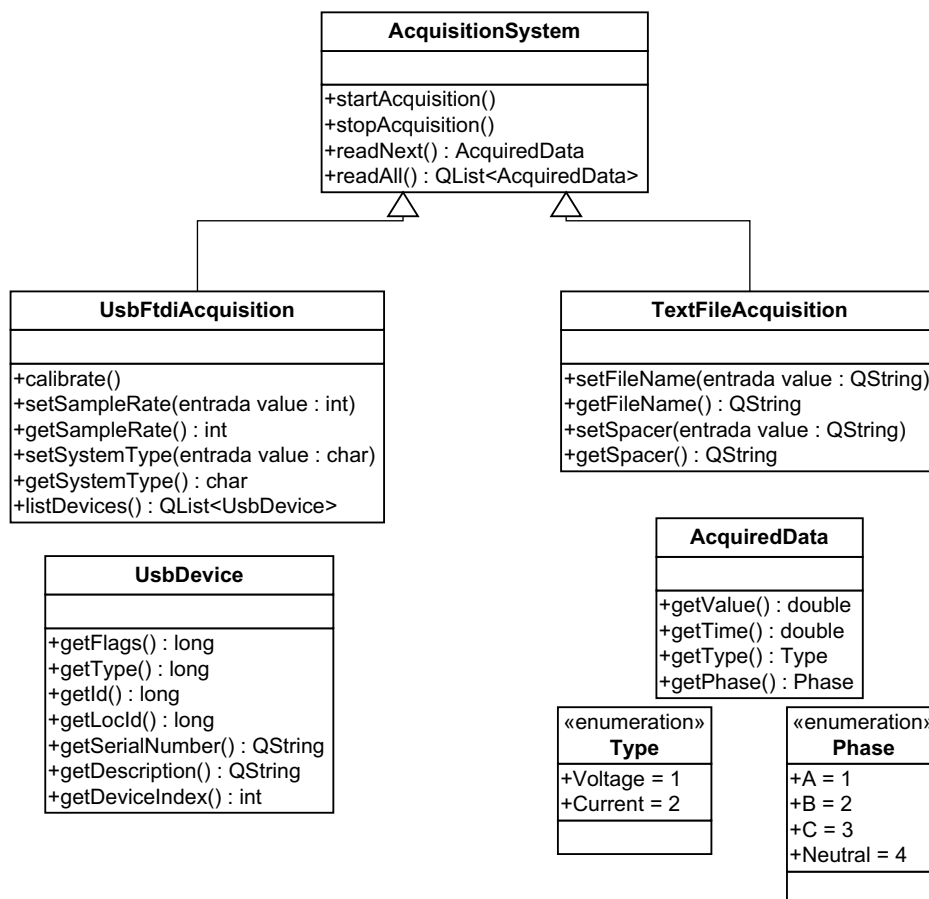 AcquisitionSystem
+startAcquisition()
+stopAcquisition()
+readNext() : AcquiredData
+readAll() : QList<AcquiredData>
UsbFtdiAcquisition
+calibrate()
+setSampleRate(entrada value : int)
+getSampleRate() : int
+setSystemType(entrada value : char)
+getSystemType() : char
+listDevices() : QList<UsbDevice>
TextFileAcquisition
+setFileName(entrada value : QString)
+getFileName() : QString
+setSpacer(entrada value : QString)
+getSpacer() : QString
UsbDevice
+getFlags() : long
+getType() : long
+getId() : long
+getLocId() : long
+getSerialNumber() : QString
+getDescription() : QString
+getDeviceIndex() : int
AcquiredData
+getValue() : double
+getTime() : double
+getType() : Type
+getPhase() : Phase
«enumeration»
Type
+Voltage = 1
+Current = 2
«enumeration»
Phase
+A = 1
+B = 2
+C = 3
+Neutral = 4